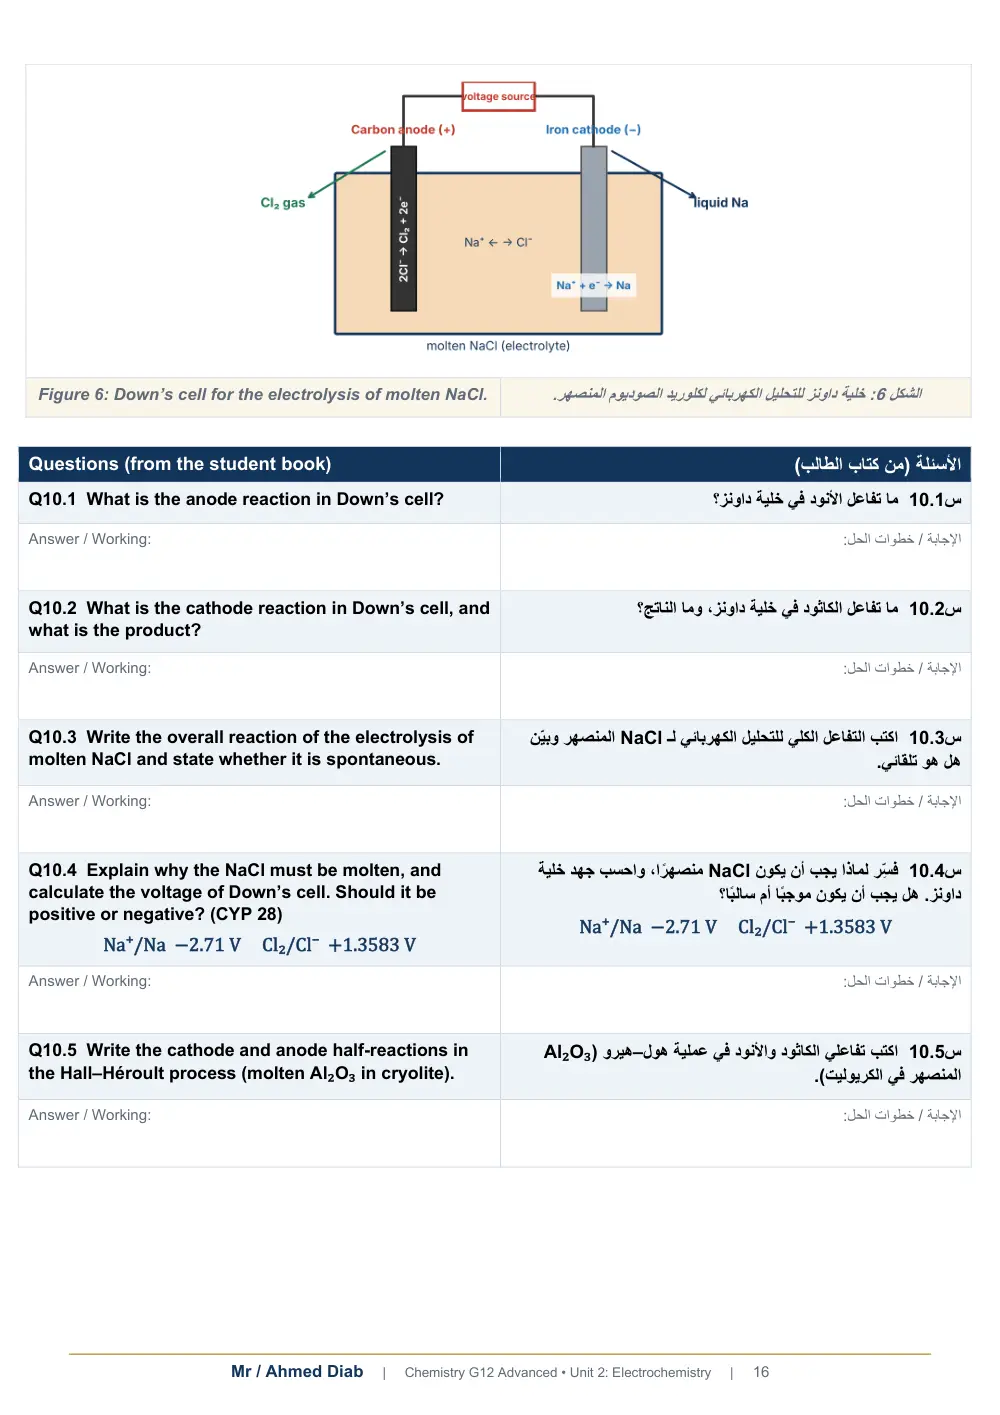 voltage source
Carbon anode (+)
Iron cathode (−)
Cl₂ gas
liquid Na
2Cl⁻ → Cl₂ + 2e⁻
Na⁺ ← → Cl⁻
Na⁺ + e⁻ → Na
molten NaCl (electrolyte)
Figure 6: Down’s cell for the electrolysis of molten NaCl.
الشكل 6: خلية داونز للتحليل الكهربائي لكلوريد الصوديوم المنصهر.
Questions (from the student book)
الأسئلة (من كتاب الطالب)
Q10.1 What is the anode reaction in Down’s cell?
س10.1 ما تفاعل الأنود في خلية داونز؟
Answer / Working:
الإجابة / خطوات الحل:
Q10.2 What is the cathode reaction in Down’s cell, and
what is the product?
س10.2 ما تفاعل الكاثود في خلية داونز، وما الناتج؟
Answer / Working:
الإجابة / خطوات الحل:
Q10.3 Write the overall reaction of the electrolysis of
molten NaCl and state whether it is spontaneous.
س10.3 اكتب التفاعل الكلي للتحليل الكهربائي لـ NaCl المنصهر وبيّن
هل هو تلقائي.
Answer / Working:
الإجابة / خطوات الحل:
Q10.4 Explain why the NaCl must be molten, and
calculate the voltage of Down’s cell. Should it be
positive or negative? (CYP 28)
Na⁺/Na −2.71 V Cl₂/Cl⁻ +1.3583 V
س10.4 فسّر لماذا يجب أن يكون NaCl منصهرًا، واحسب جهد خلية
داونز. هل يجب أن يكون موجبًا أم سالبًا؟
Na⁺/Na −2.71 V Cl₂/Cl⁻ +1.3583 V
Answer / Working:
الإجابة / خطوات الحل:
Q10.5 Write the cathode and anode half-reactions in
the Hall–Héroult process (molten Al₂O₃ in cryolite).
س10.5 اكتب تفاعلي الكاثود والأنود في عملية هول–هيرو (Al₂O₃
المنصهر في الكريوليت).
Answer / Working:
الإجابة / خطوات الحل:
Mr / Ahmed Diab | Chemistry G12 Advanced • Unit 2: Electrochemistry | 16